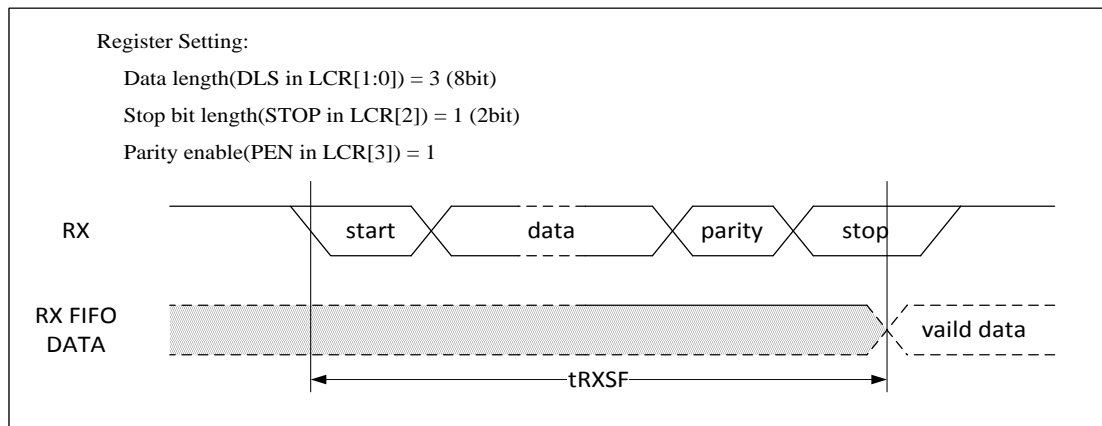 Register Setting:
Data length(DLS in LCR[1:0]) = 3 (8bit)
Stop bit length(STOP in LCR[2]) = 1 (2bit)
Parity enable(PEN in LCR[3]) = 1
RX start data parity stop
RX FIFO
DATA
vaild data
tRXSF